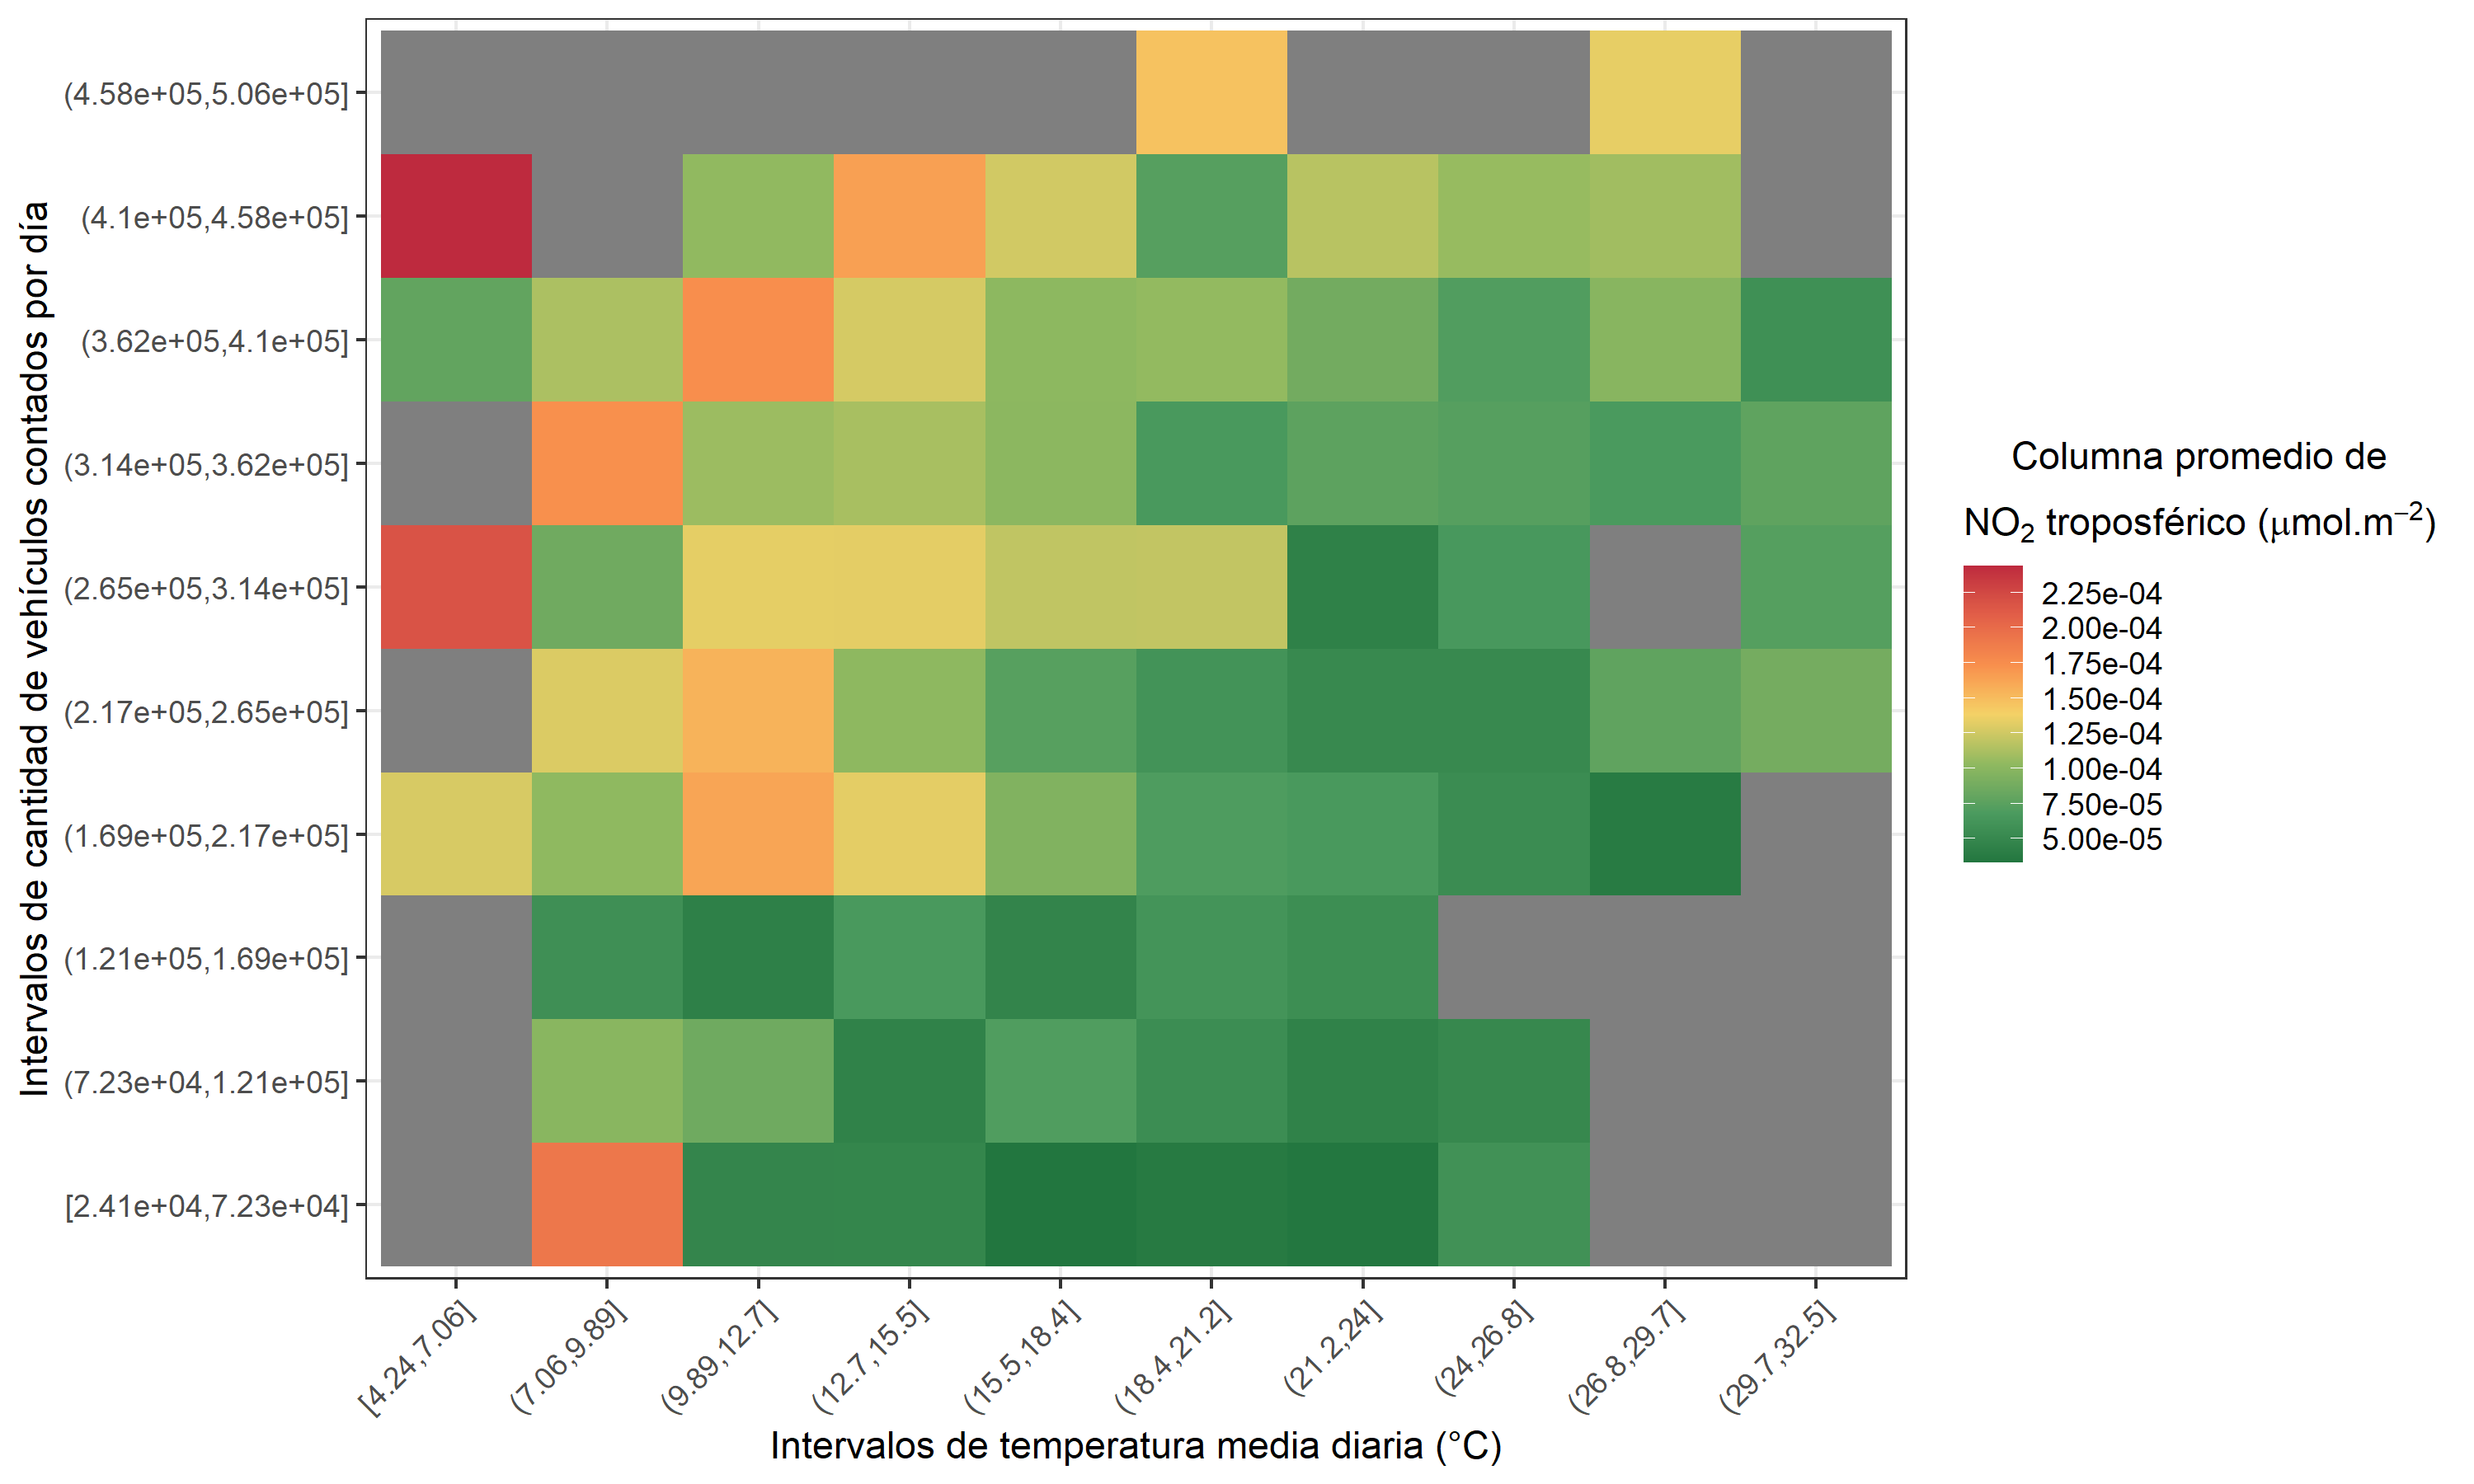 Intervalos de cantidad de vehículos contados por día
(4.58e+05,5.06e+05]
(4.1e+05,4.58e+05]
(3.62e+05,4.1e+05]
(3.14e+05,3.62e+05]
(2.65e+05,3.14e+05]
(2.17e+05,2.65e+05]
(1.69e+05,2.17e+05]
(1.21e+05,1.69e+05]
(7.23e+04,1.21e+05]
[2.41e+04,7.23e+04]
[4.24,7.06]
(7.06,9.89]
(9.89,12.7]
(12.7,15.5]
(15.5,18.4]
(18.4,21.2]
(21.2,24]
(24,26.8]
(26.8,29.7]
(29.7,32.5]
Intervalos de temperatura media diaria (°C)
Columna promedio de
NO₂ troposférico (μmol.m⁻²)
2.25e-04
2.00e-04
1.75e-04
1.50e-04
1.25e-04
1.00e-04
7.50e-05
5.00e-05